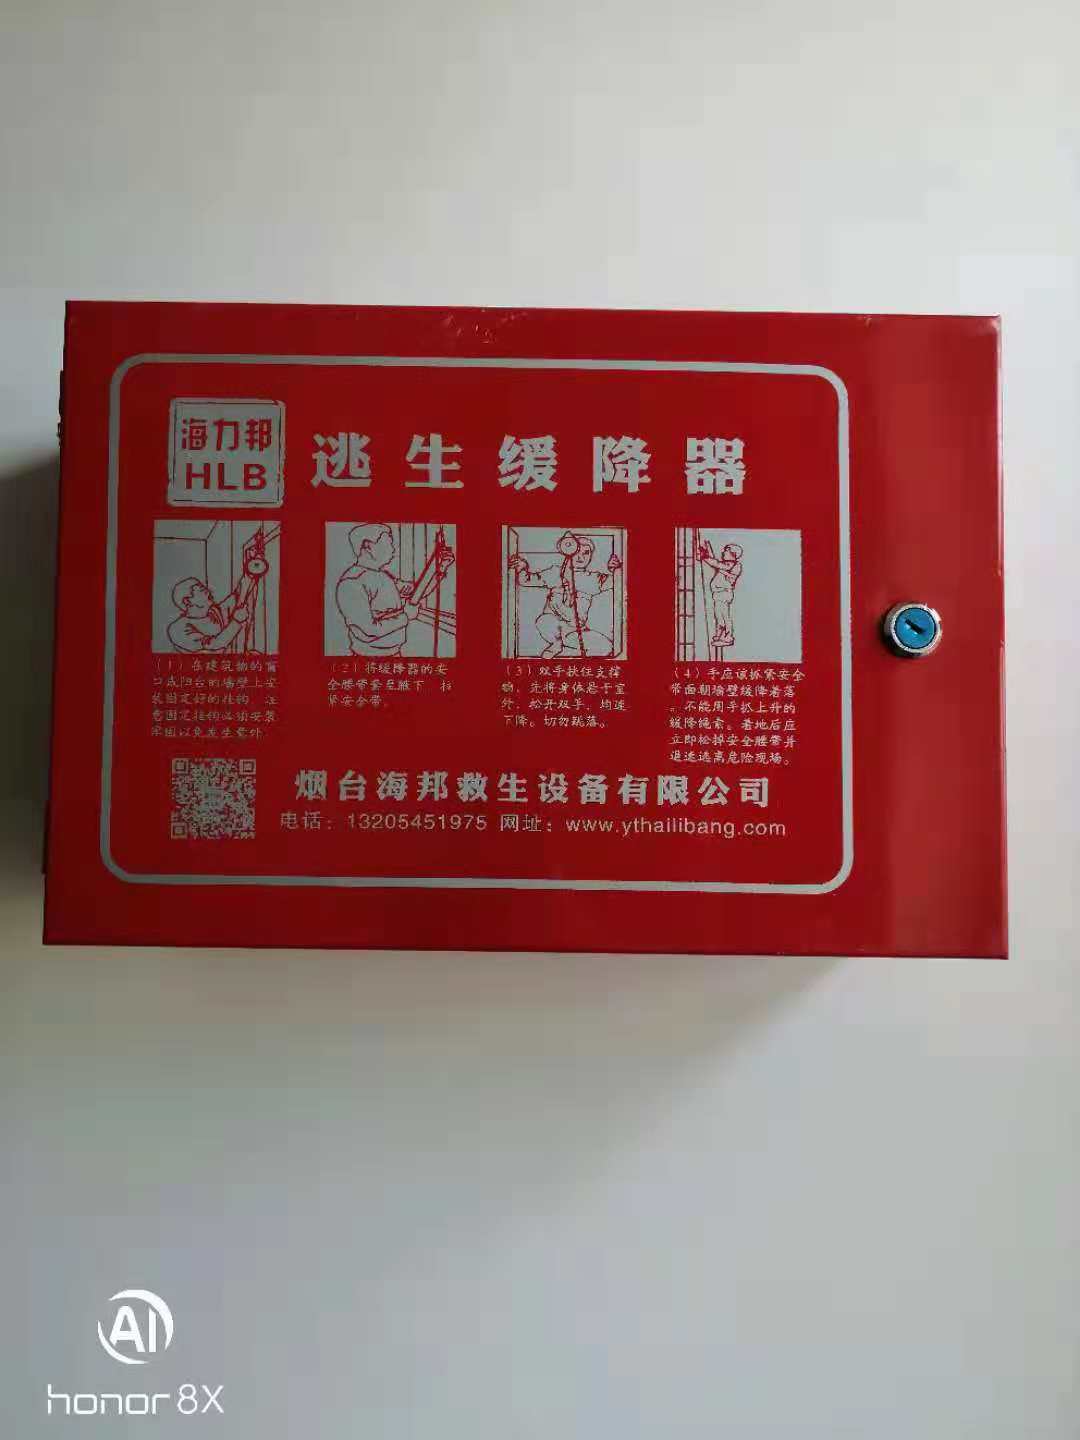 海力邦
HLB
逃生缓降器
(1)在建筑物的窗
口或阳台的墙壁上安
装固定好的挂钩,注
意固定挂钩必须安装
牢固以免发生意外.
(2)将缓降器的安
全腰带套至腋下 拉
紧安全带.
(3)双手扶住支撑
物,先将身体悬于室
外,松开双手,均速
下降。切勿跳落。
(4)手应该抓紧安全
带面朝墙壁缓降着落
。不能用手抓上升的
缓降绳索。着地后应
立即松掉安全腰带并
迅速逃离危险现场。
烟台海邦救生设备有限公司
电话:13205451975 网址:www.ythailibang.com
AI
honor 8X